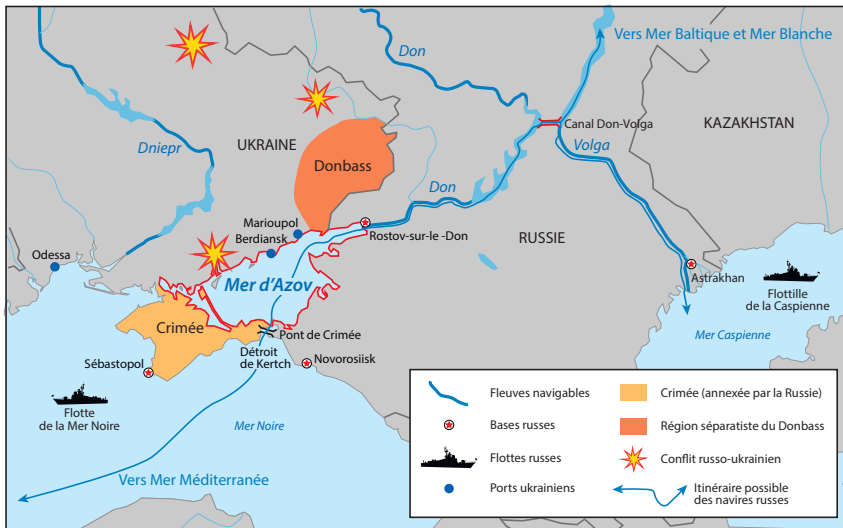 Vers Mer Baltique et Mer Blanche
Don
Canal Don-Volga
KAZAKHSTAN
UKRAINE
Dniepr
Donbass
Volga
Don
Marioupol
Berdiansk
Rostov-sur-le -Don
RUSSIE
Odessa
Mer d'Azov
Astrakhan
Flottille
de la Caspienne
Crimée
Pont de Crimée
Mer Caspienne
Détroit
de Kertch
Novorosiisk
Sébastopol
Flotte
de la Mer Noire
Mer Noire
Vers Mer Méditerranée
Fleuves navigables
Bases russes
Flottes russes
Ports ukrainiens
Crimée (annexée par la Russie)
Région séparatiste du Donbass
Conflit russo-ukrainien
Itinéraire possible
des navires russes